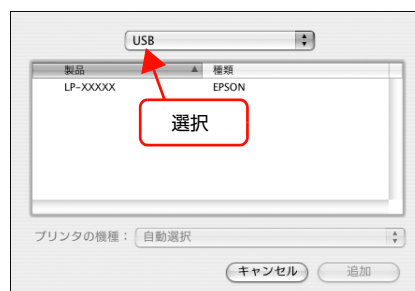 USB
製品 種類
LP-XXXXX EPSON
選択
プリンタの機種： 自動選択
キャンセル 追加